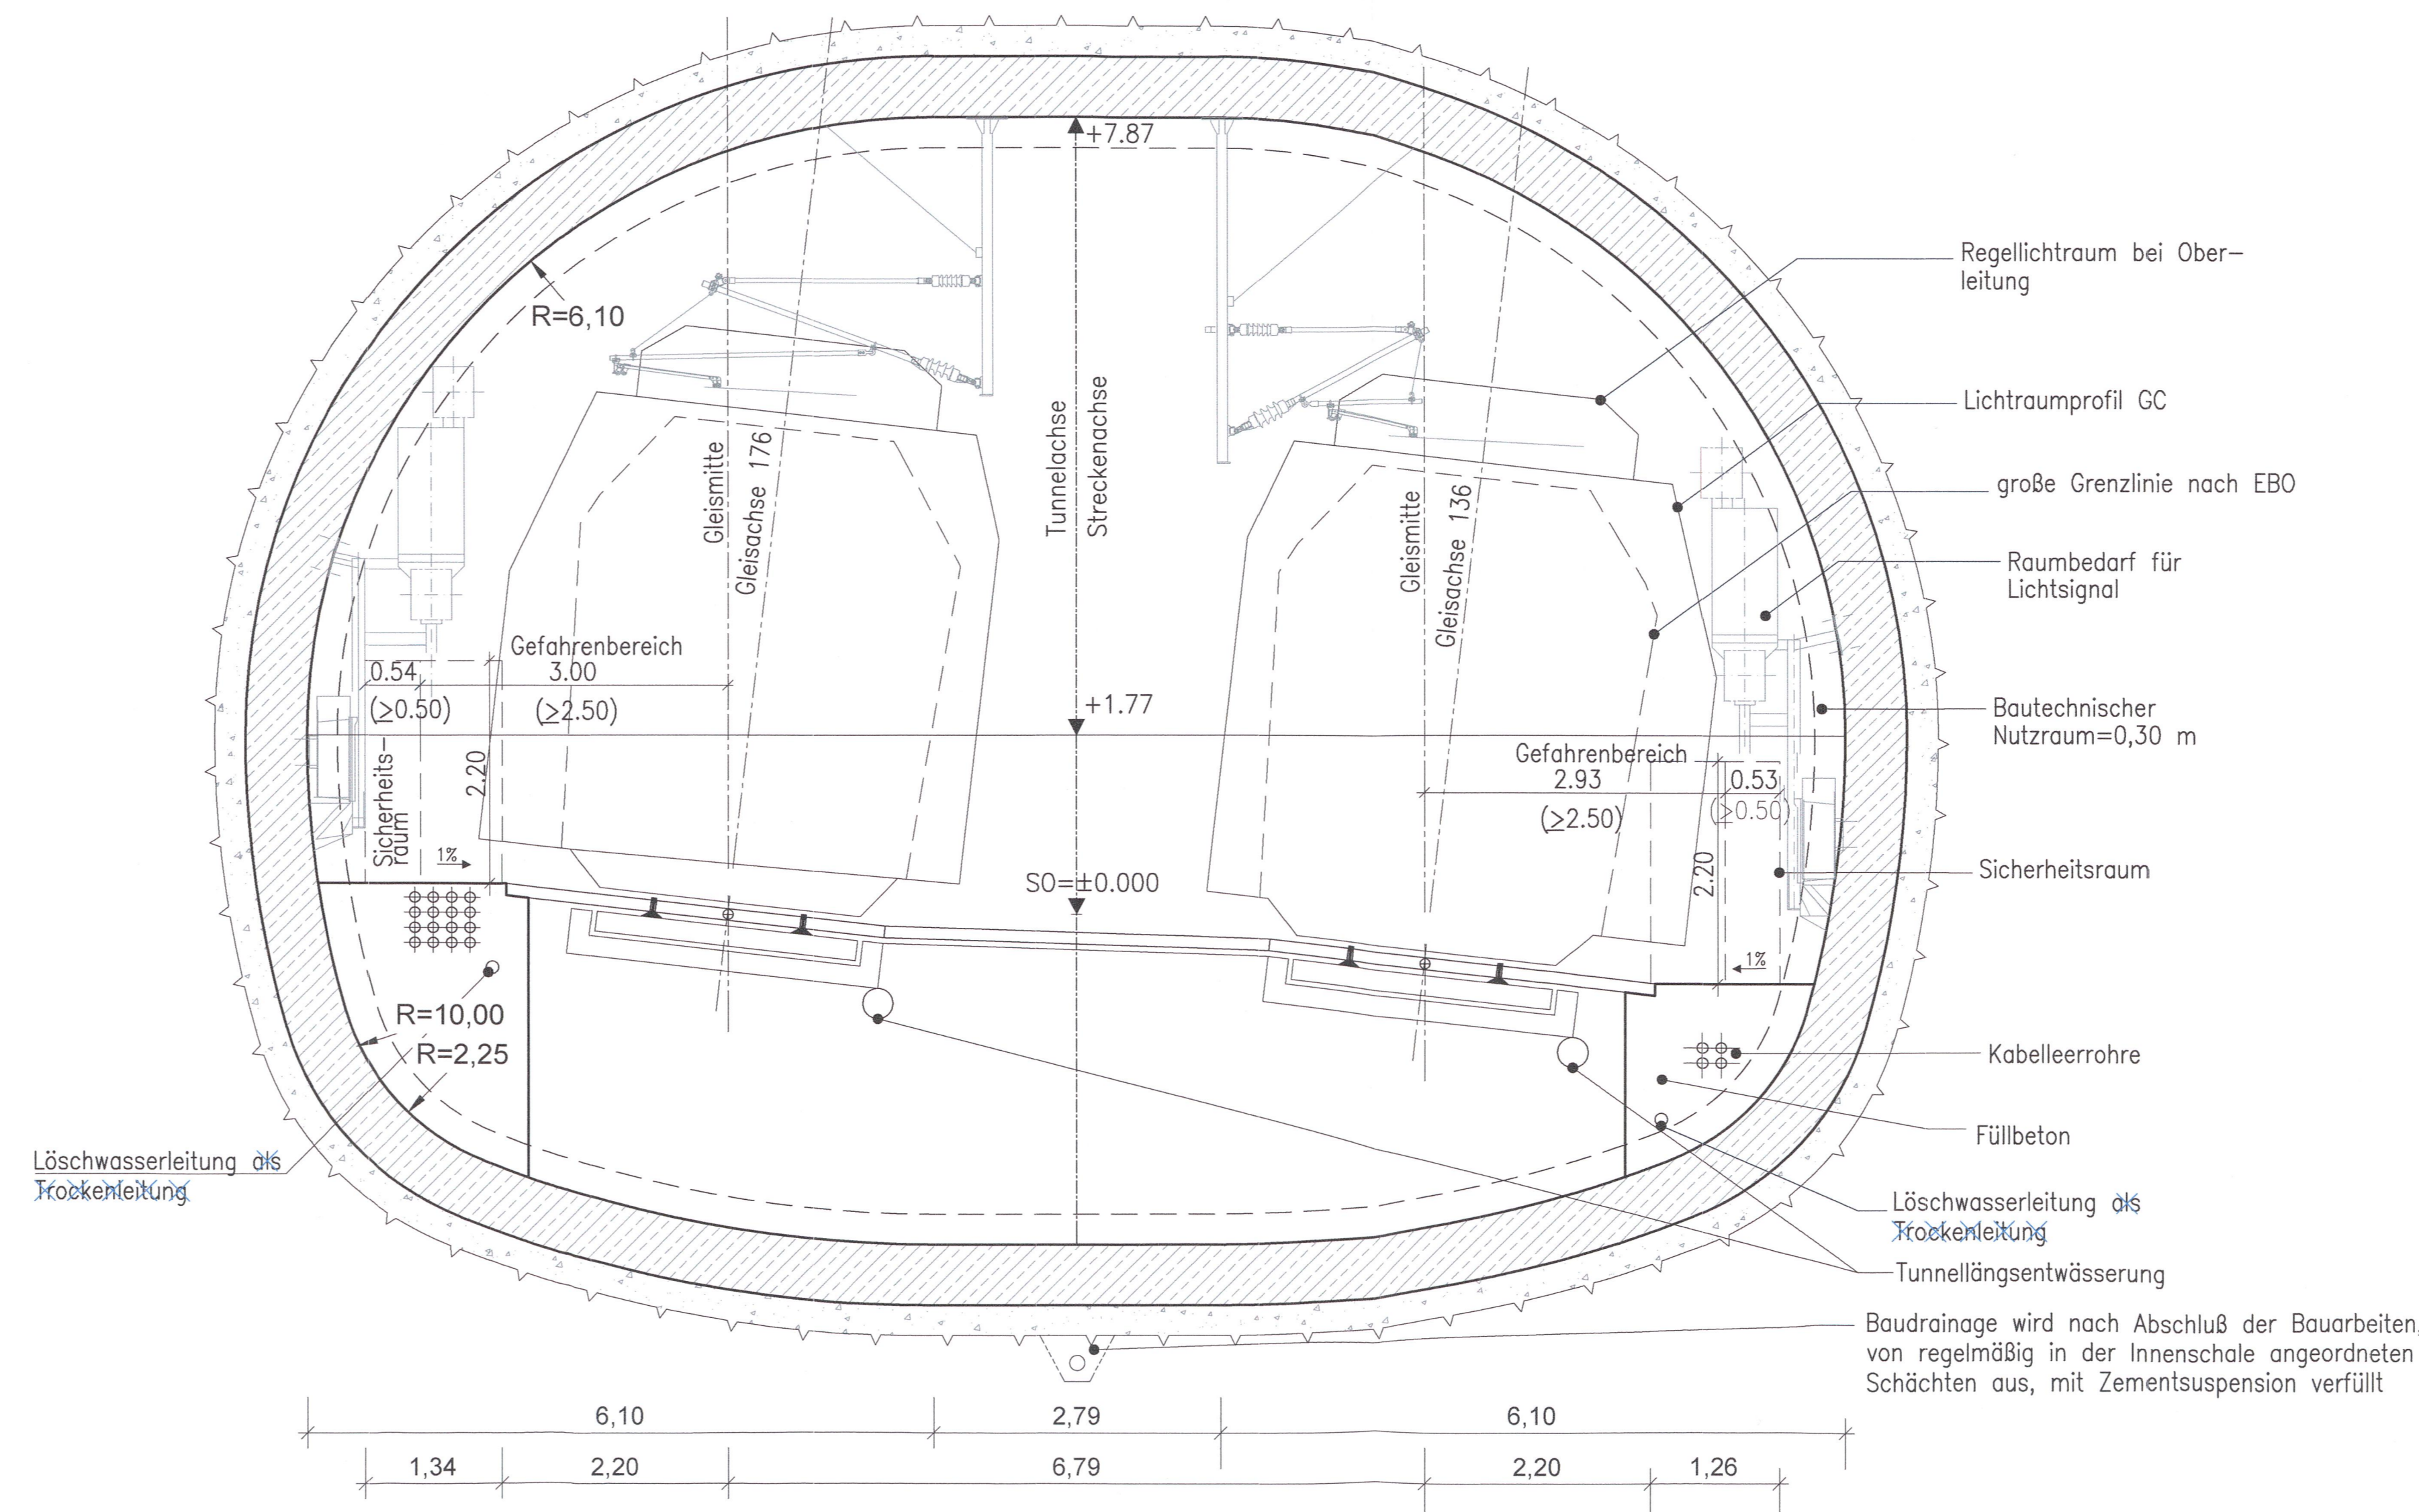 +7.87
R=6,10
Regellichtraum bei Ober-
leitung
Lichtraumprofil GC
große Grenzlinie nach EBO
Raumbedarf für
Lichtsignal
Tunnelachse
Streckenachse
Gleismitte
Gleisachse 176
Gleismitte
Gleisachse 136
Gefahrenbereich
0.54
3.00
(≥0.50)
(≥2.50)
+1.77
Sicherheits-
raum
2.20
1%
Bautechnischer
Nutzraum=0,30 m
Gefahrenbereich
2.93
0.53
(≥2.50)
(≥0.50)
2.20
1%
SO=±0.000
Sicherheitsraum
R=10,00
R=2,25
Kabelleerrohre
Füllbeton
Löschwasserleitung als
Trockenleitung
Löschwasserleitung als
Trockenleitung
Tunnellängsentwässerung
Baudrainage wird nach Abschluß der Bauarbeiten,
von regelmäßig in der Innenschale angeordneten
Schächten aus, mit Zementsuspension verfüllt
6,10
2,79
6,10
1,34
2,20
6,79
2,20
1,26